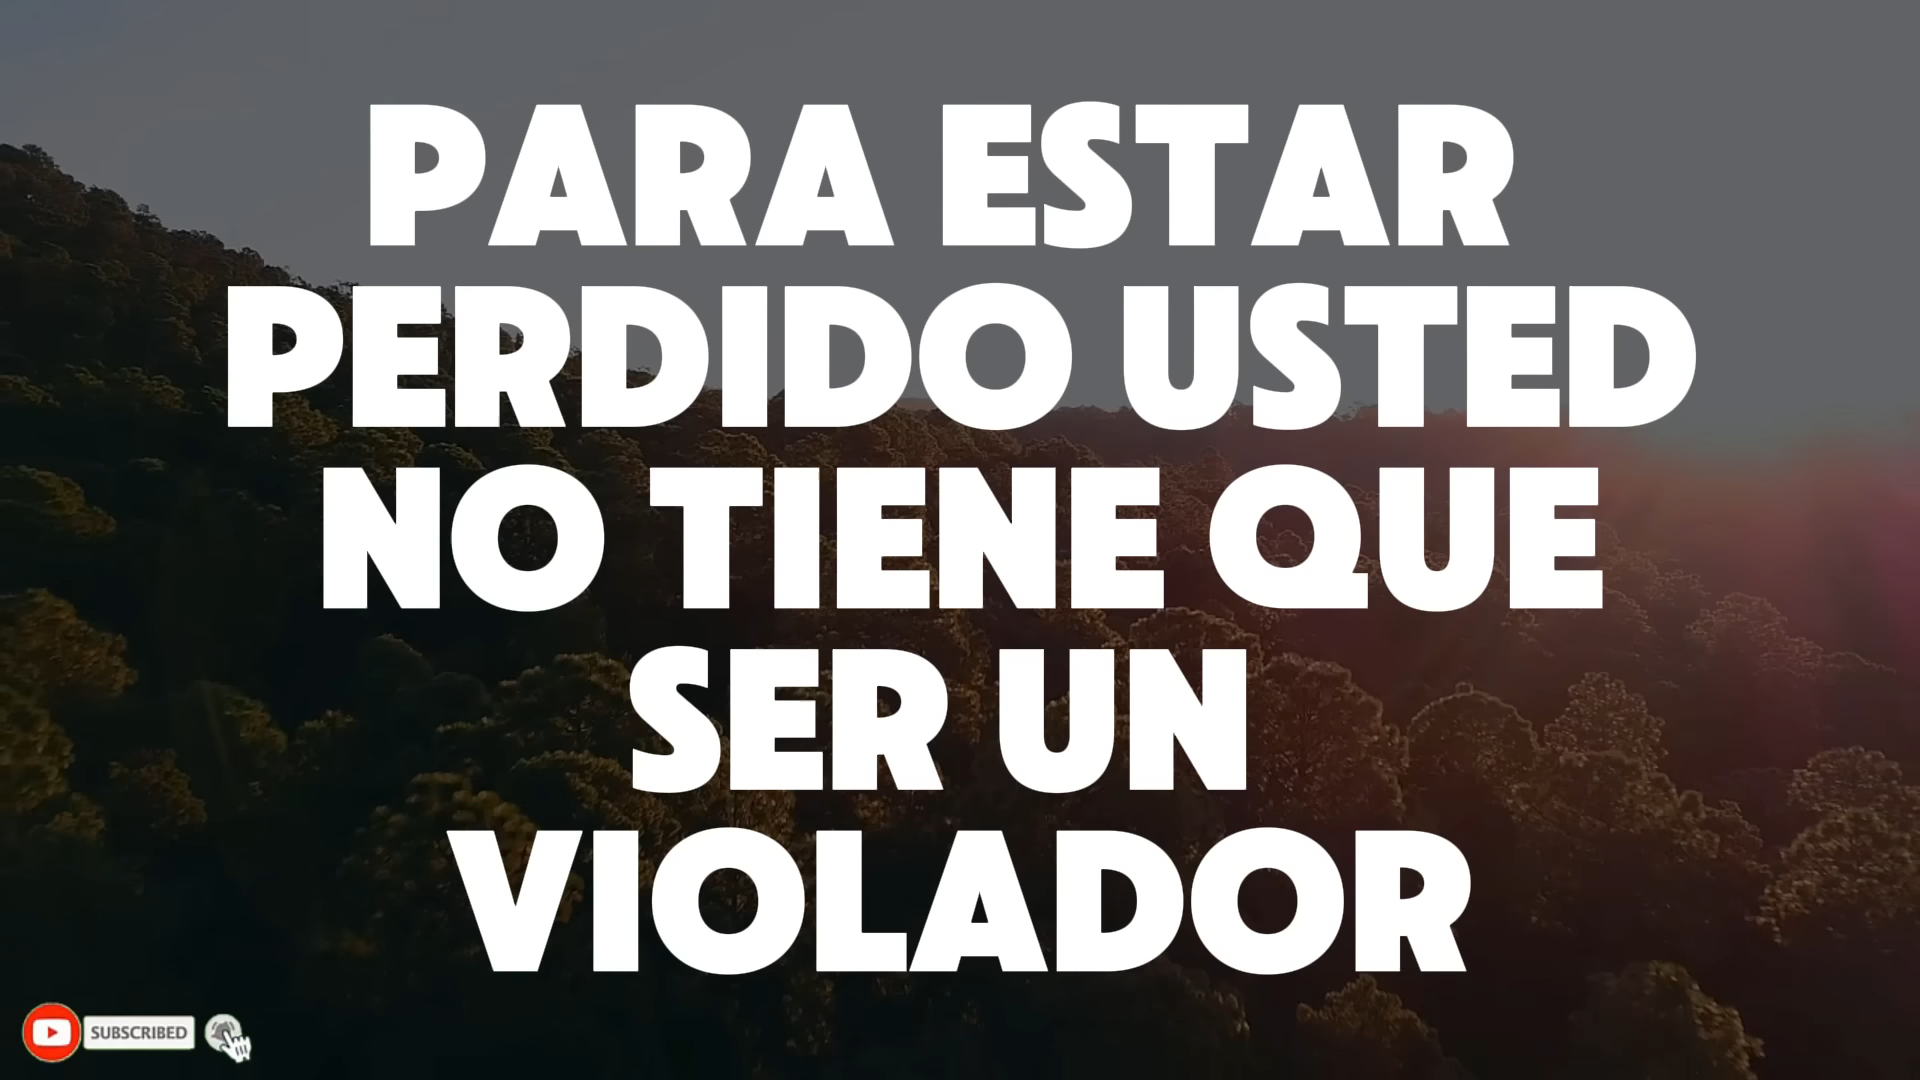 PARA ESTAR
PERDIDO USTED
NO TIENE QUE
SER UN
VIOLADOR
SUBSCRIBED